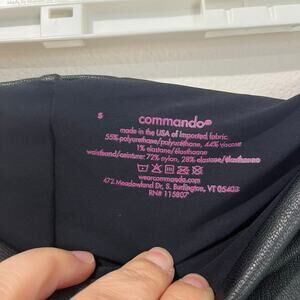 S
commando®
made in the USA of imported fabric.
55% polyurethane/polyuréthane, 44% viscose
1% elastane/élasthanne
waistband/ceinture: 72% nylon, 28% elastane/élasthanne
wearcommando.com
472 Meadowland Dr, S. Burlington, VT 05403
RN# 115807